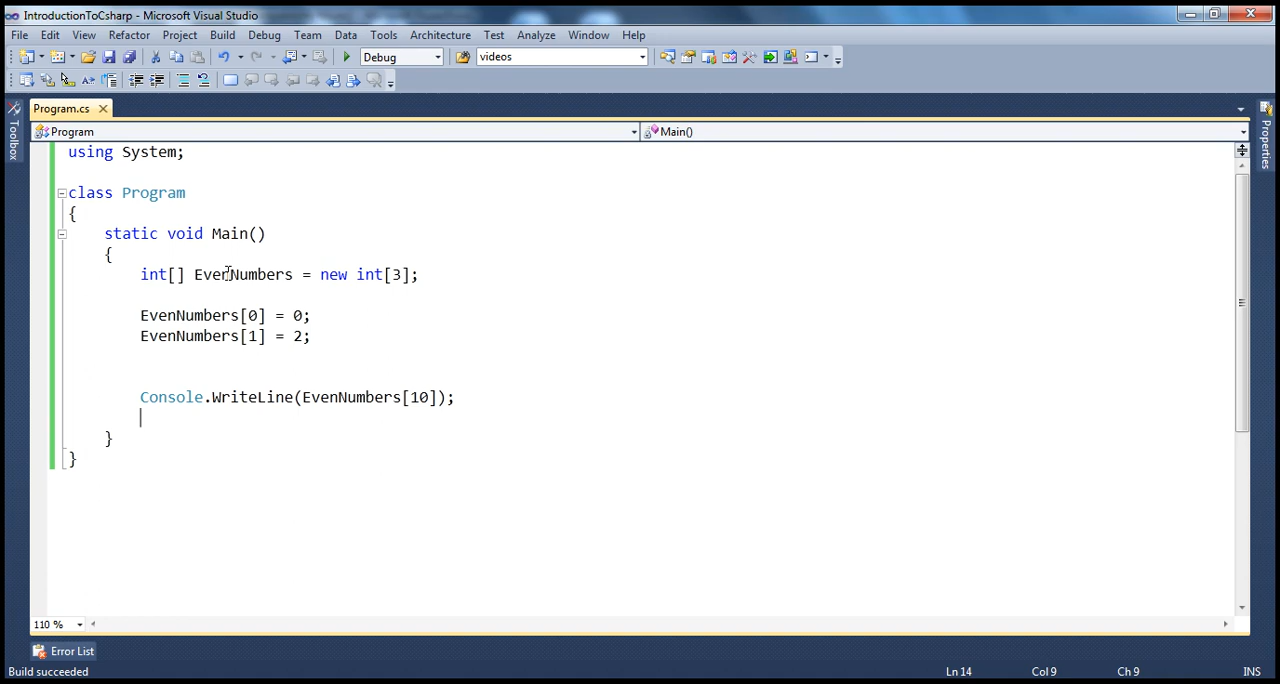 IntroductionToCsharp - Microsoft Visual Studio
File Edit View Refactor Project Build Debug Team Data Tools Architecture Test Analyze Window Help
Debug videos
Program.cs
Program Main()
Toolbox
Properties
using System;
class Program
{
static void Main()
{
int[] EvenNumbers = new int[3];
EvenNumbers[0] = 0;
EvenNumbers[1] = 2;
Console.WriteLine(EvenNumbers[10]);
}
}
110 %
Error List
Build succeeded Ln 14 Col 9 Ch 9 INS